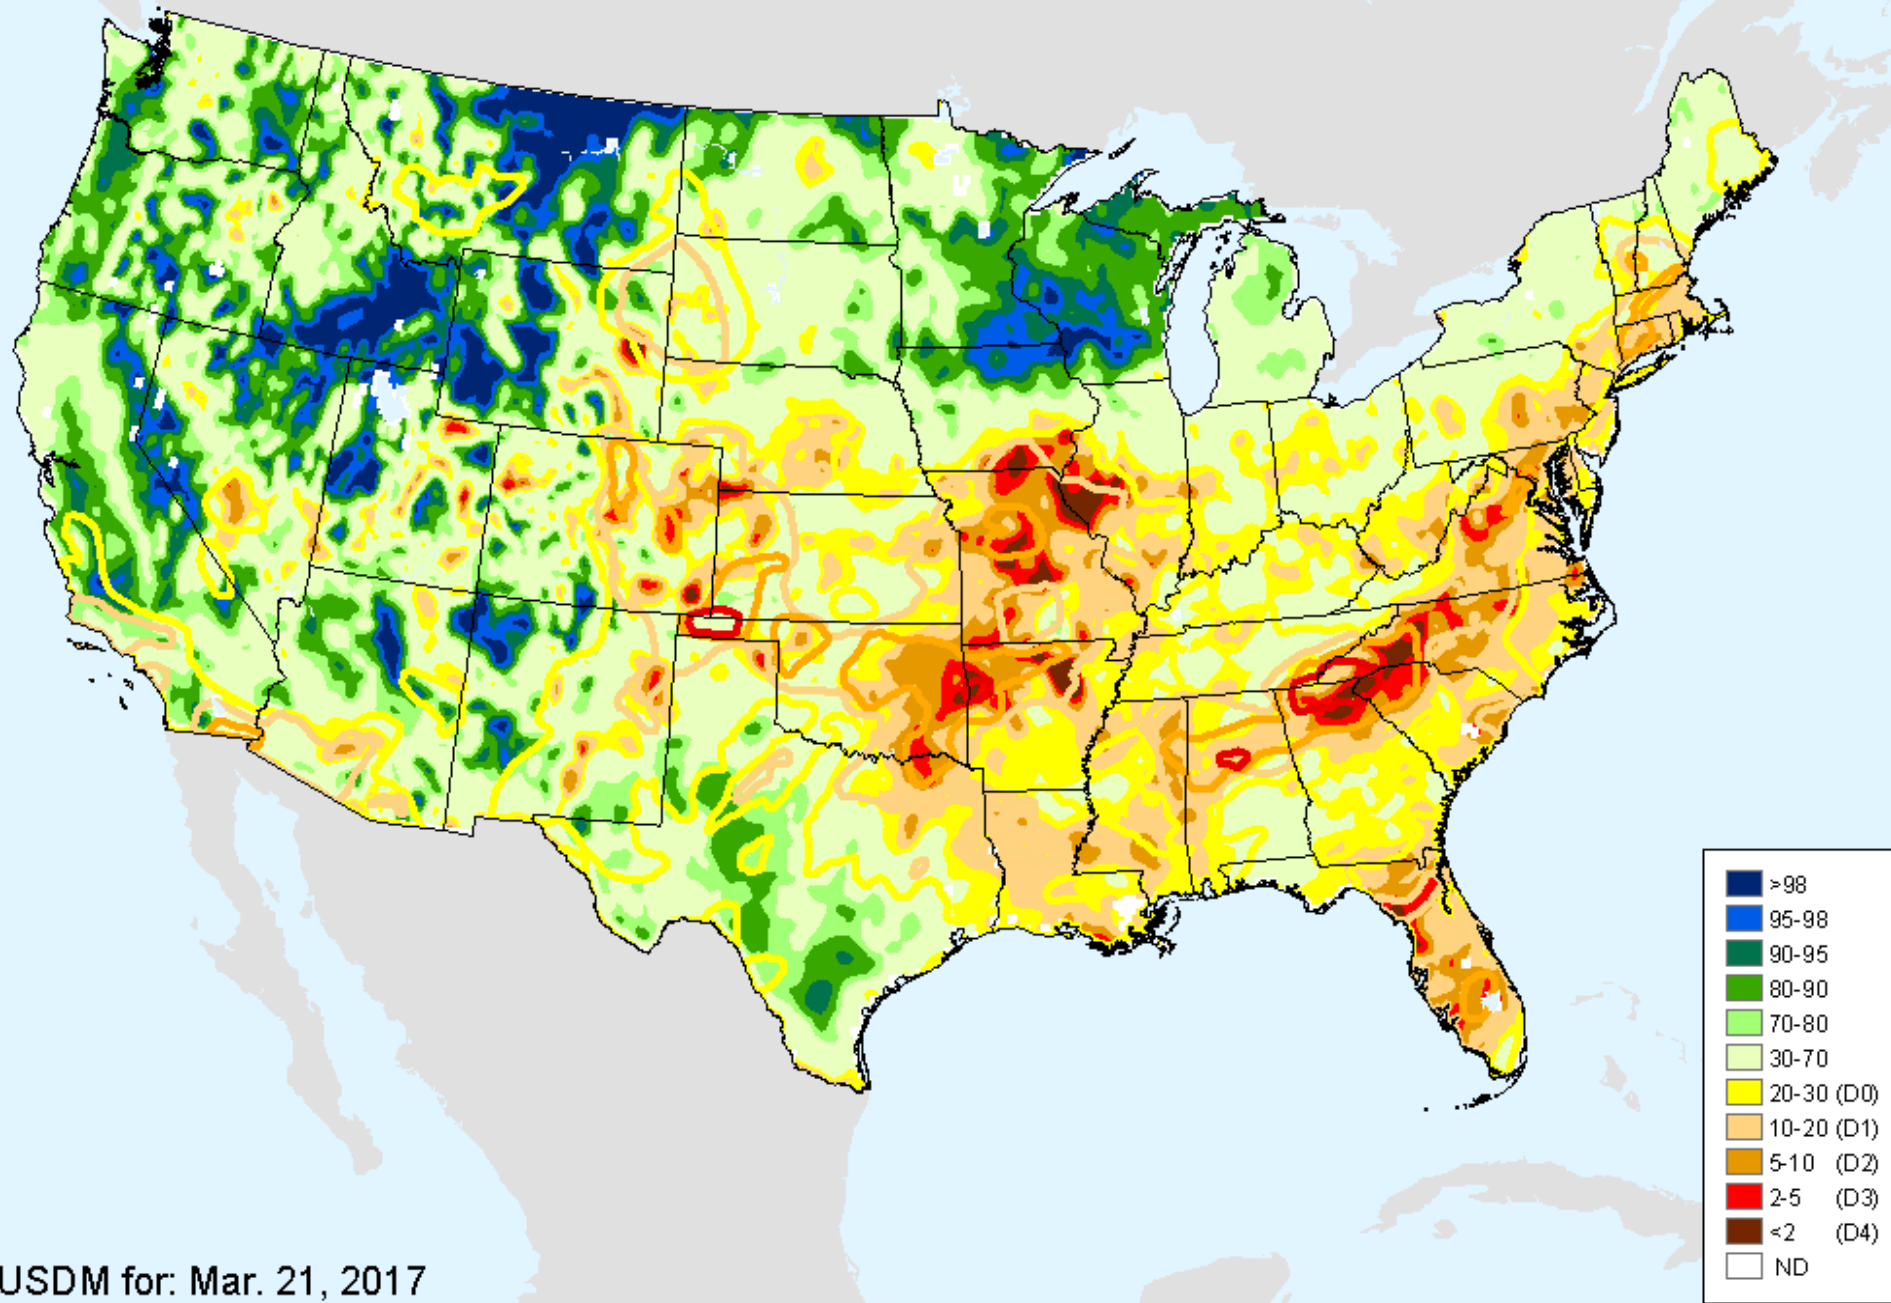 >98
95-98
90-95
80-90
70-80
30-70
20-30 (D0)
10-20 (D1)
5-10 (D2)
2-5 (D3)
<2 (D4)
ND
USDM for: Mar. 21, 2017